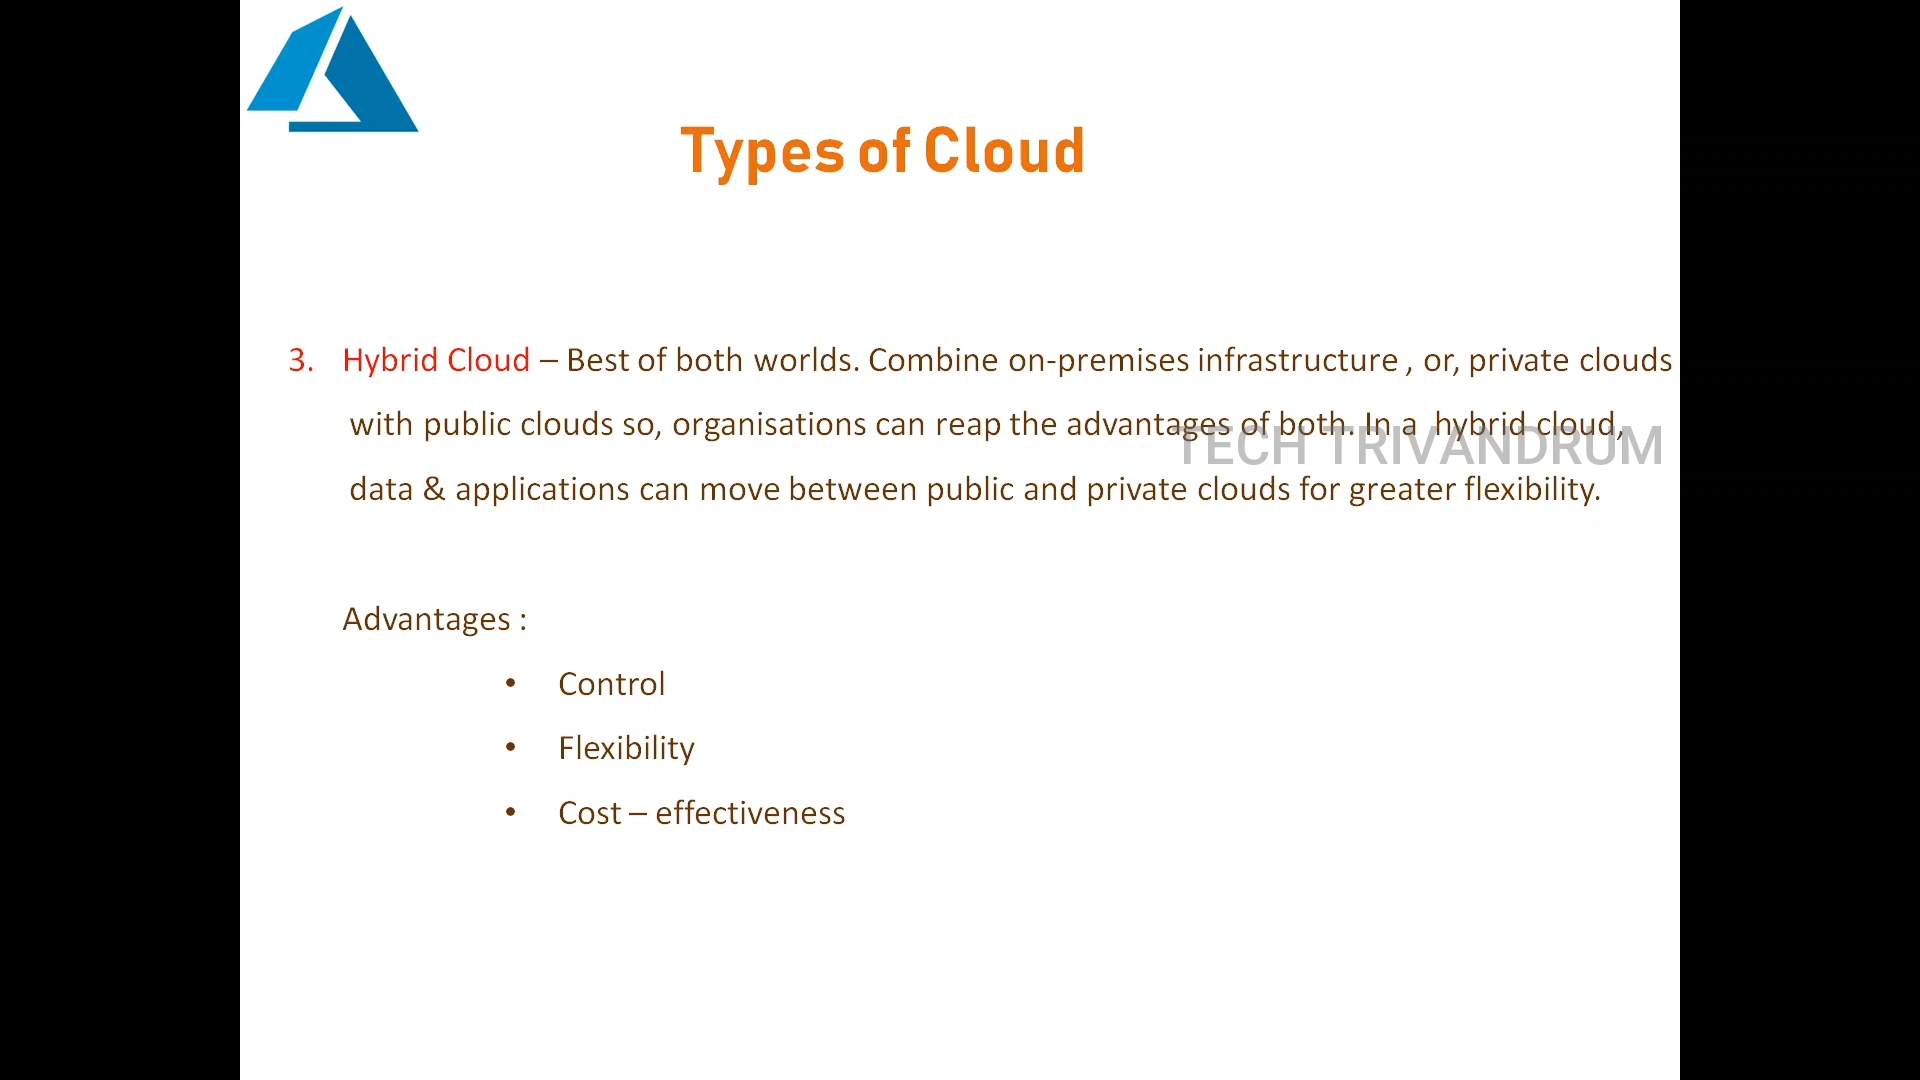 Types of Cloud
3. Hybrid Cloud – Best of both worlds. Combine on-premises infrastructure , or, private clouds
with public clouds so, organisations can reap the advantages of both. In a hybrid cloud,
TECH TRIVANDRUM
data & applications can move between public and private clouds for greater flexibility.
Advantages :
• Control
• Flexibility
• Cost – effectiveness